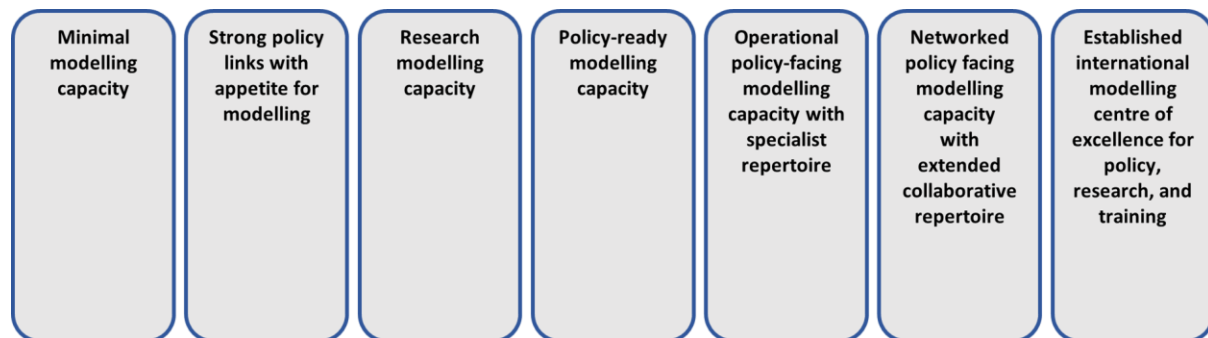 Minimal
modelling
capacity
Strong policy
links with
appetite for
modelling
Research
modelling
capacity
Policy-ready
modelling
capacity
Operational
policy-facing
modelling
capacity with
specialist
repertoire
Networked
policy facing
modelling
capacity
with
extended
collaborative
repertoire
Established
international
modelling
centre of
excellence for
policy,
research, and
training